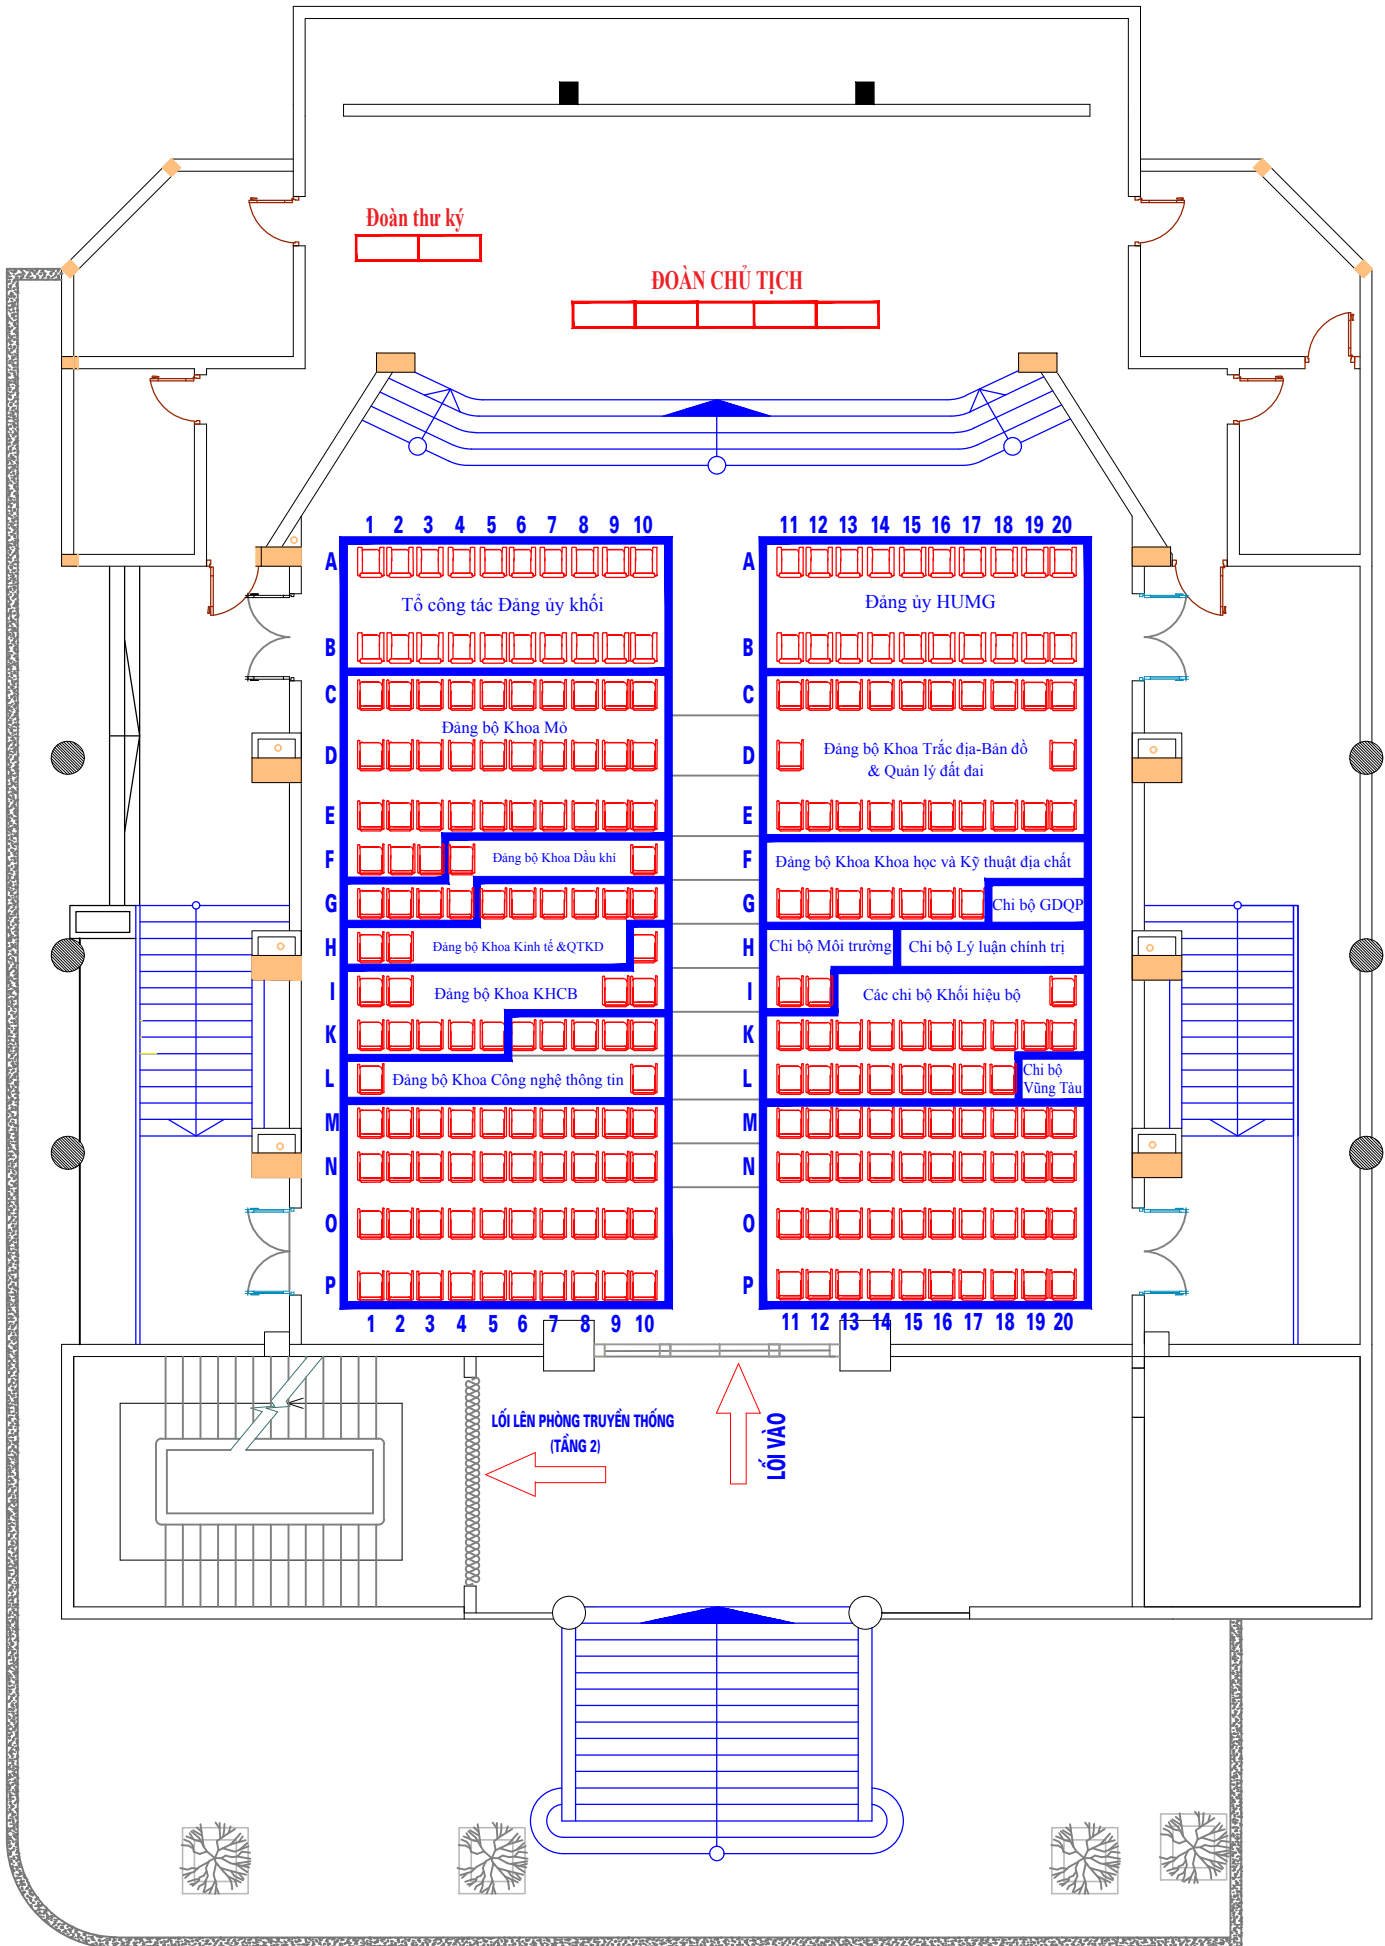 Đoàn thư ký
ĐOÀN CHỦ TỊCH
1 2 3 4 5 6 7 8 9 10
11 12 13 14 15 16 17 18 19 20
A
A
Tổ công tác Đảng ủy khối
Đảng ủy HUMG
B
B
C
C
Đảng bộ Khoa Mỏ
D
D
Đảng bộ Khoa Trắc địa-Bản đồ
& Quản lý đất đai
E
E
F
Đảng bộ Khoa Dầu khí
F
Đảng bộ Khoa Khoa học và Kỹ thuật địa chất
G
G
Chi bộ GDQP
H
Đảng bộ Khoa Kinh tế &QTKD
H
Chi bộ Môi trường
Chi bộ Lý luận chính trị
I
Đảng bộ Khoa KHCB
I
Các chi bộ Khối hiệu bộ
K
K
L
Đảng bộ Khoa Công nghệ thông tin
L
Chi bộ
Vũng Tàu
M
M
N
N
O
O
P
P
1 2 3 4 5 6 7 8 9 10
11 12 13 14 15 16 17 18 19 20
LỐI LÊN PHÒNG TRUYỀN THỐNG
(TẦNG 2)
LỐI VÀO